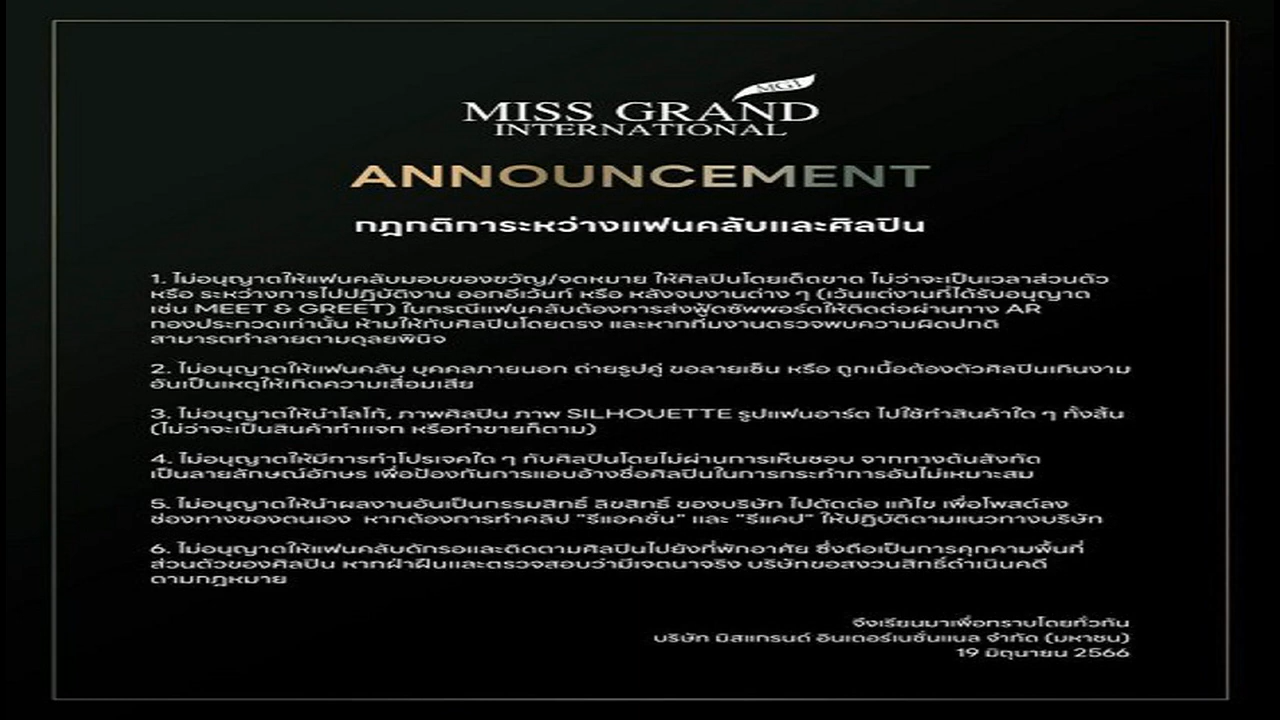 MGI
MISS GRAND
INTERNATIONAL
ANNOUNCEMENT
กฎกติการะหว่างแฟนคลับและศิลปิน
1. ไม่อนุญาตให้แฟนคลับมอบของขวัญ/จดหมาย ให้ศิลปินโดยเด็ดขาด ไม่ว่าจะเป็นเวลาส่วนตัว
หรือ ระหว่างการไปปฏิบัติงาน ออกอีเว้นท์ หรือ หลังจบงานต่าง ๆ (เว้นแต่งานที่ได้รับอนุญาต
เช่น MEET & GREET) ในกรณีแฟนคลับต้องการส่งฟู้ดซัพพอร์ตให้ติดต่อผ่านทาง AR
กองประกวดเท่านั้น ห้ามให้กับศิลปินโดยตรง และหากทีมงานตรวจพบความผิดปกติ
สามารถทำลายตามดุลยพินิจ
2. ไม่อนุญาตให้แฟนคลับ บุคคลภายนอก ถ่ายรูปคู่ ขอลายเซ็น หรือ ถูกเนื้อต้องตัวศิลปินเกินงาม
อันเป็นเหตุให้เกิดความเสื่อมเสีย
3. ไม่อนุญาตให้นำโลโก้, ภาพศิลปิน ภาพ SILHOUETTE รูปแฟนอาร์ต ไปใช้ทำสินค้าใด ๆ ทั้งสิ้น
(ไม่ว่าจะเป็นสินค้าทำแจก หรือทำขายก็ตาม)
4. ไม่อนุญาตให้มีการทำโปรเจคใด ๆ กับศิลปินโดยไม่ผ่านการเห็นชอบ จากทางต้นสังกัด
เป็นลายลักษณ์อักษร เพื่อป้องกันการแอบอ้างชื่อศิลปินในการกระทำการอันไม่เหมาะสม
5. ไม่อนุญาตให้นำผลงานอันเป็นกรรมสิทธิ์ ลิขสิทธิ์ ของบริษัท ไปตัดต่อ แก้ไข เพื่อโพสต์ลง
ช่องทางของตนเอง หากต้องการทำคลิป "รีแอคชั่น" และ "รีแคป" ให้ปฏิบัติตามแนวทางบริษัท
6. ไม่อนุญาตให้แฟนคลับดักรอและติดตามศิลปินไปยังที่พักอาศัย ซึ่งถือเป็นการคุกคามพื้นที่
ส่วนตัวของศิลปิน หากฝ่าฝืนและตรวจสอบว่ามีเจตนาจริง บริษัทขอสงวนสิทธิ์ดำเนินคดี
ตามกฎหมาย
จึงเรียนมาเพื่อทราบโดยทั่วกัน
บริษัท มิสแกรนด์ อินเตอร์เนชั่นแนล จำกัด (มหาชน)
19 มิถุนายน 2566